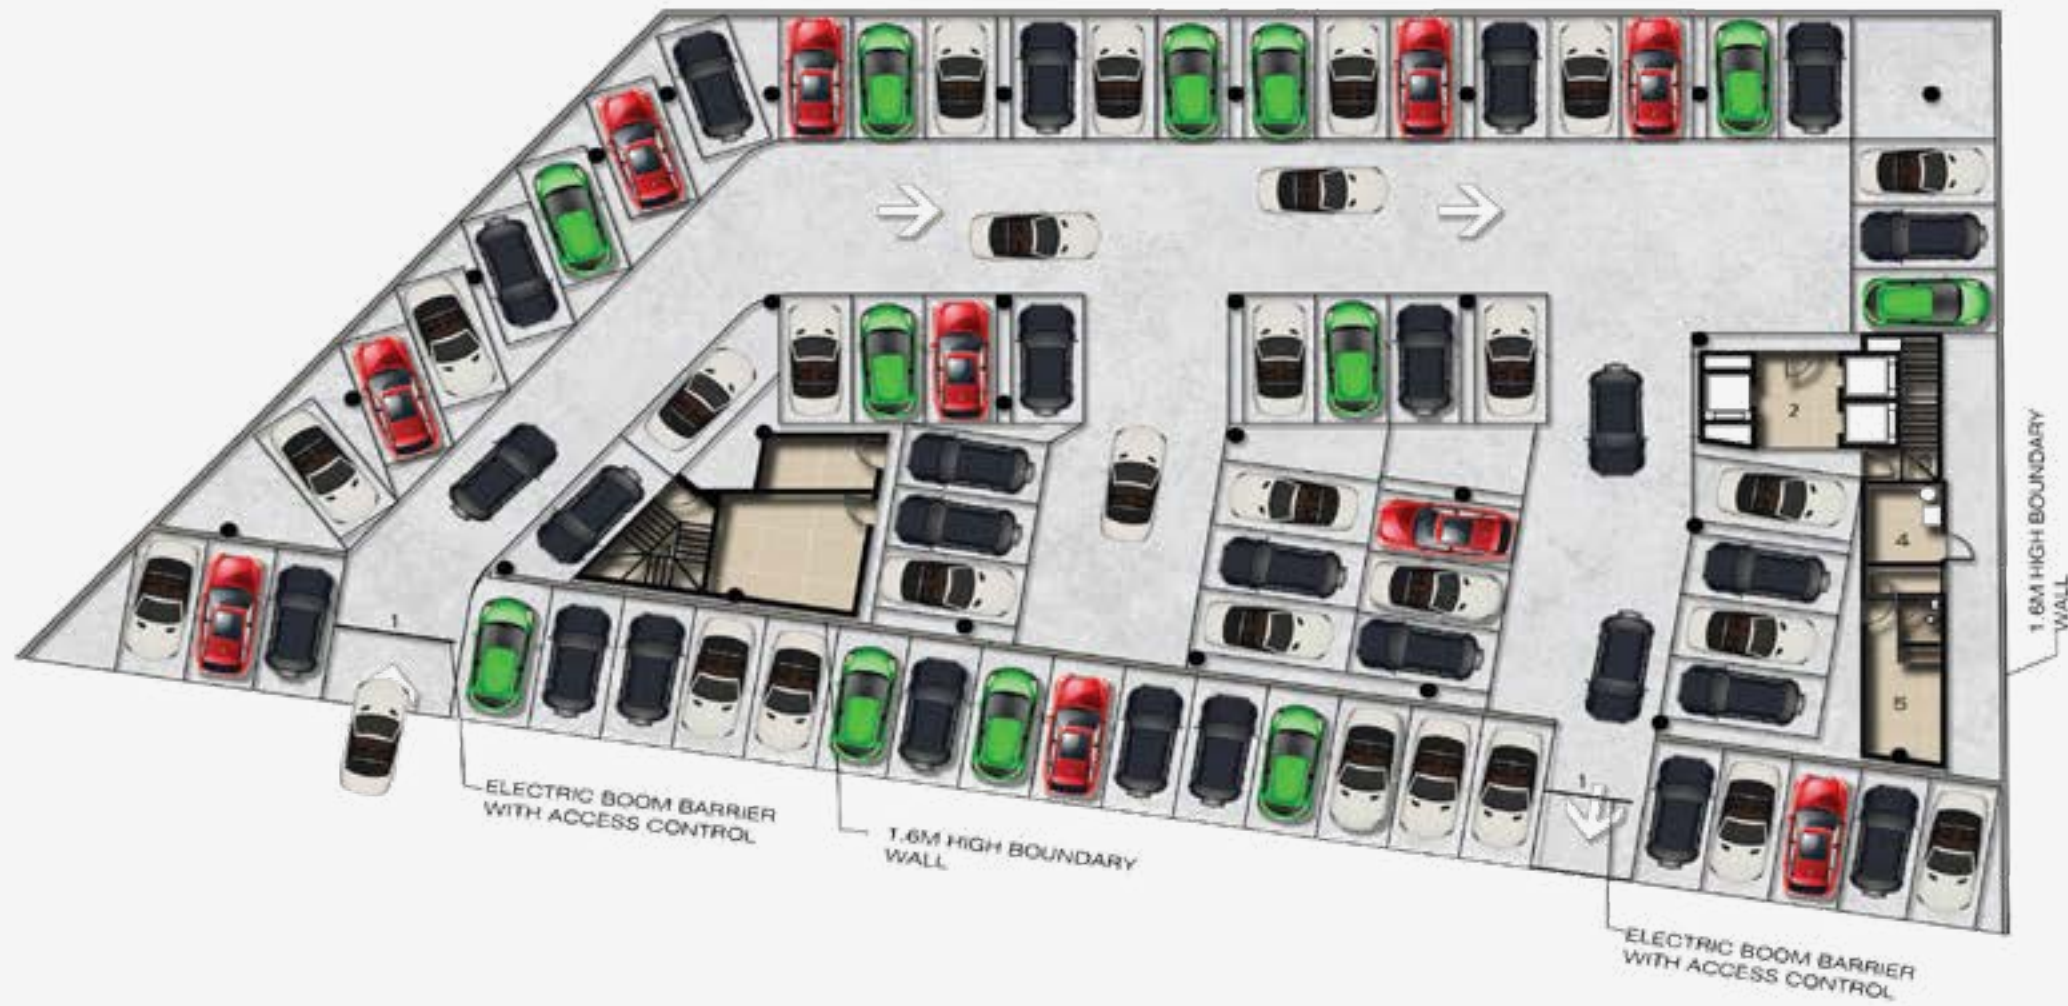 2
4
1.6M HIGH BOUNDARY
WALL
1
5
ELECTRIC BOOM BARRIER
WITH ACCESS CONTROL
1.6M HIGH BOUNDARY
WALL
1
ELECTRIC BOOM BARRIER
WITH ACCESS CONTROL